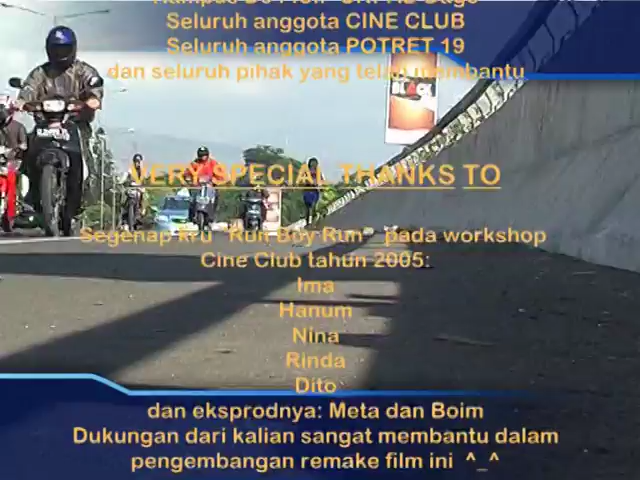 Seluruh anggota CINE CLUB
Seluruh anggota POTRET 19
dan seluruh pihak yang telah membantu
BLACK
VERY SPECIAL THANKS TO
Segenap kru "Run Boy Run" pada workshop
Cine Club tahun 2005:
Ima
Hanum
Nina
Rinda
Dito
dan eksprodnya: Meta dan Boim
Dukungan dari kalian sangat membantu dalam
pengembangan remake film ini ^_^